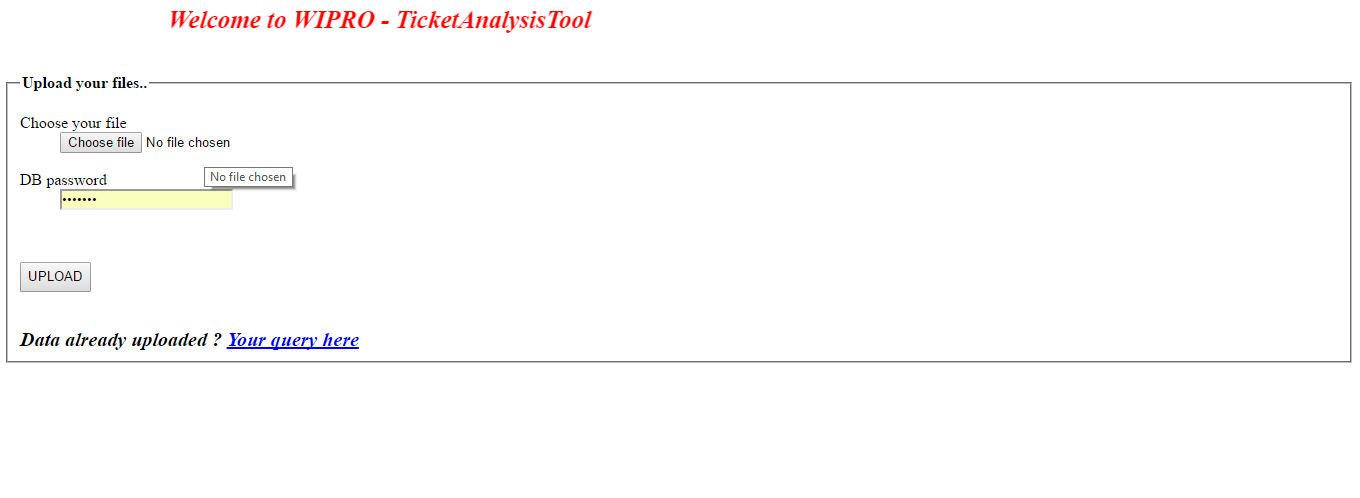 Welcome to WIPRO - TicketAnalysisTool
Upload your files..
Choose your file
Choose file No file chosen
DB password
No file chosen
•••••••
UPLOAD
Data already uploaded ? Your query here